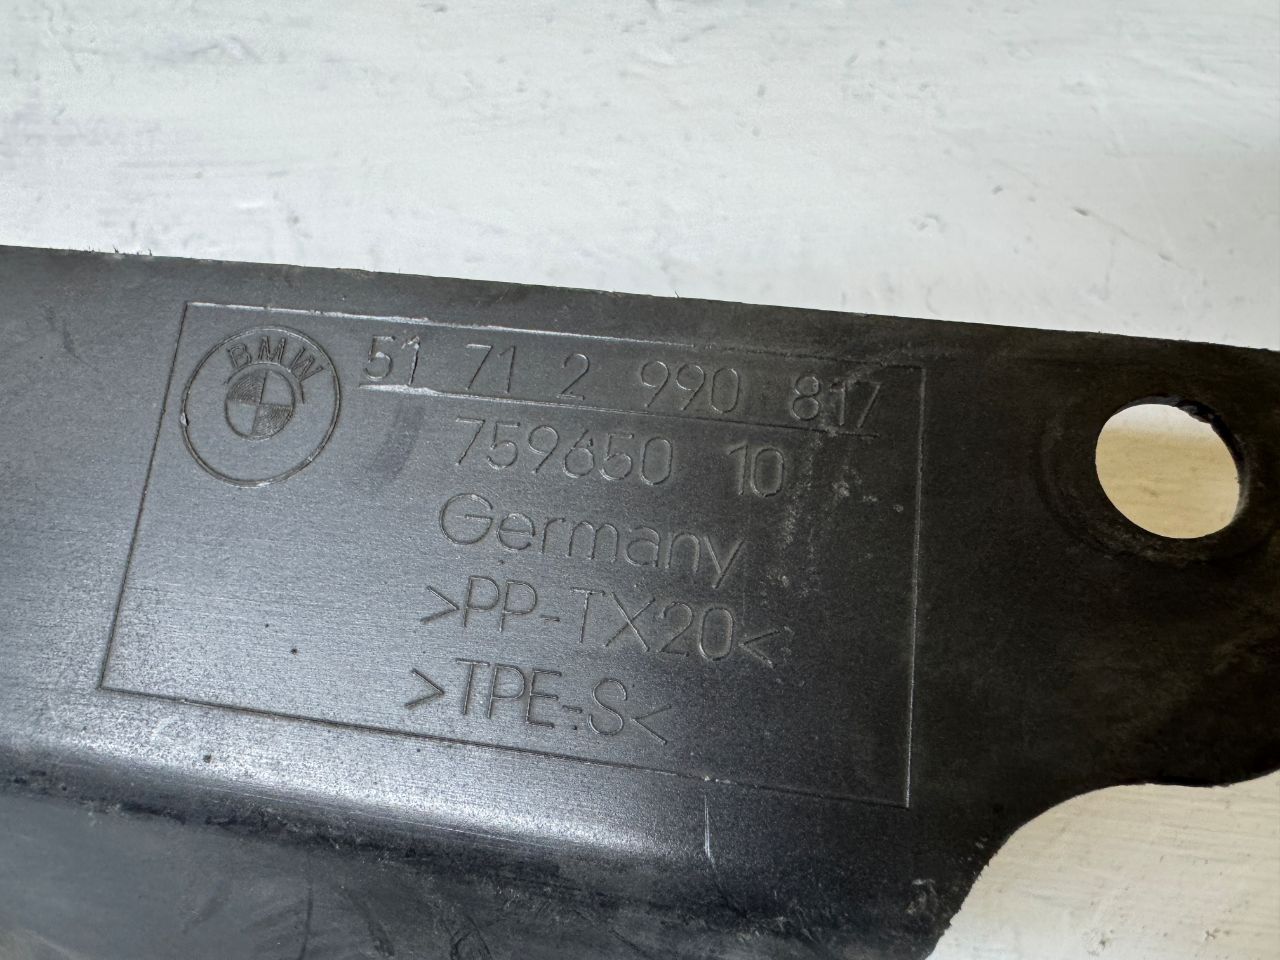 BMW
51 71 2 990 817
759650 10
Germany
>PP-TX20<
>TPE-S<